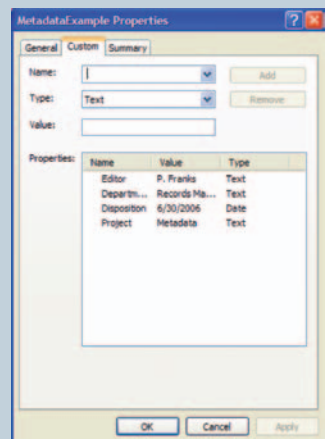 MetadataExample Properties
General Custom Summary
Name: Add
Type: Text Remove
Value:
Properties: Name Value Type
Editor P. Franks Text
Departm... Records Ma... Text
Disposition 6/30/2006 Date
Project Metadata Text
OK Cancel Apply